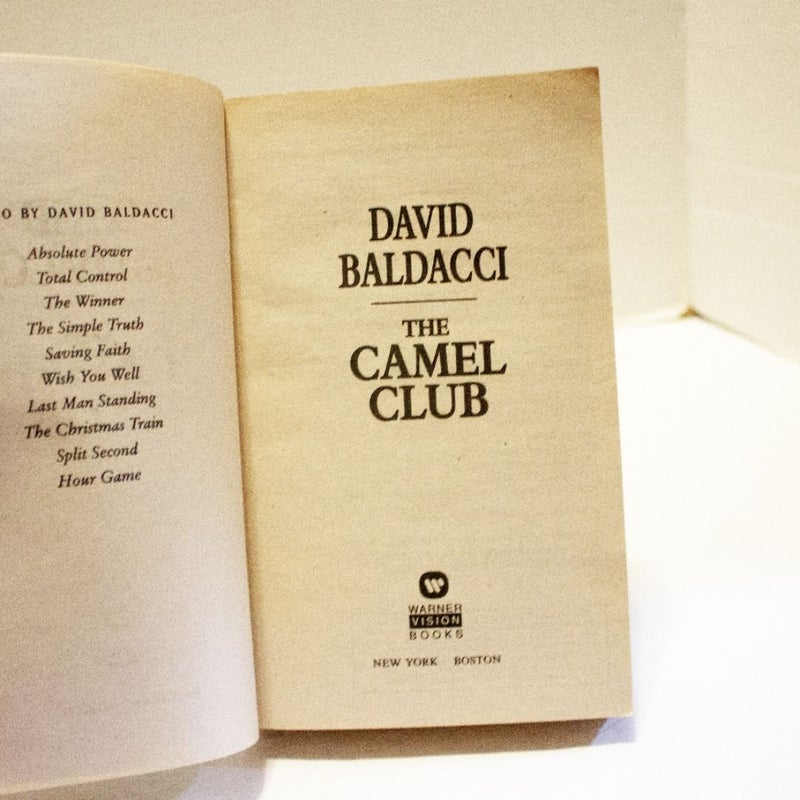 O BY DAVID BALDACCI
Absolute Power
Total Control
The Winner
The Simple Truth
Saving Faith
Wish You Well
Last Man Standing
The Christmas Train
Split Second
Hour Game
DAVID
BALDACCI
THE
CAMEL
CLUB
WARNER
VISION
BOOKS
NEW YORK BOSTON